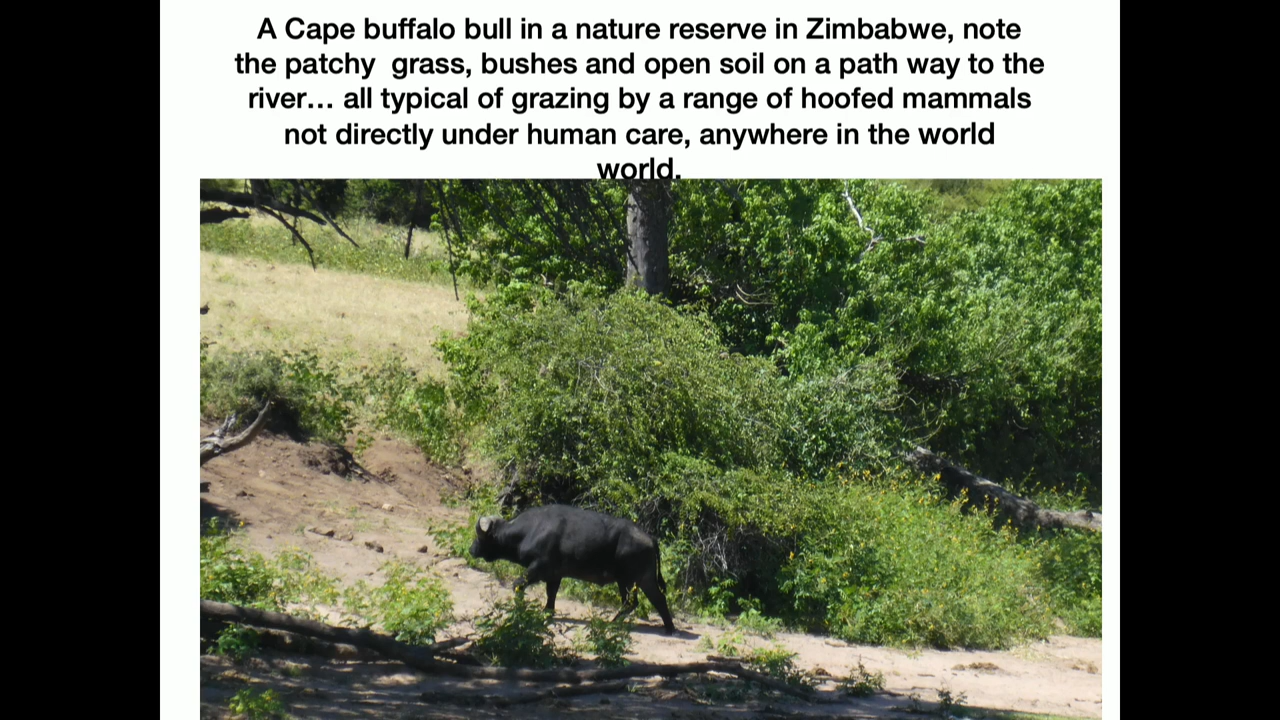 A Cape buffalo bull in a nature reserve in Zimbabwe, note
the patchy  grass, bushes and open soil on a path way to the
river… all typical of grazing by a range of hoofed mammals
not directly under human care, anywhere in the world
world.